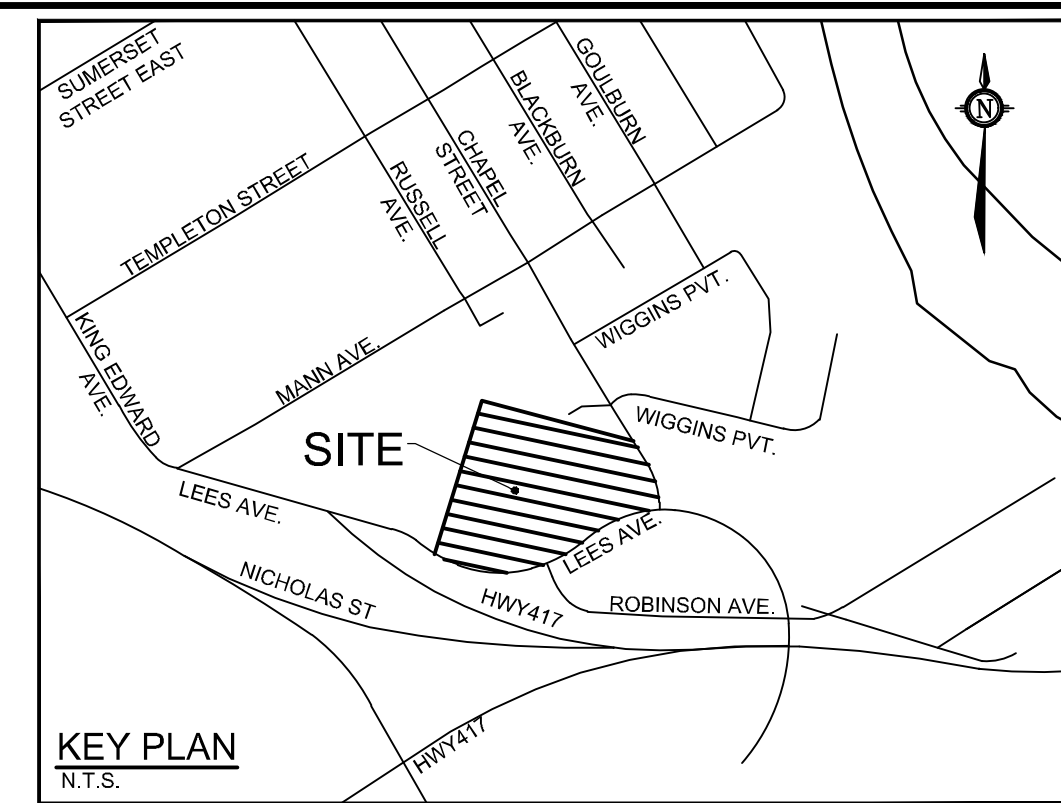 SUMERSET
STREET EAST
GOULBURN
AVE.
BLACKBURN
AVE.
N
CHAPEL
STREET
RUSSELL
AVE.
TEMPLETON STREET
WIGGINS PVT.
KING EDWARD
AVE.
MANN AVE.
WIGGINS PVT.
SITE
LEES AVE.
LEES AVE.
NICHOLAS ST
HWY417
ROBINSON AVE.
HWY417
KEY PLAN
N.T.S.